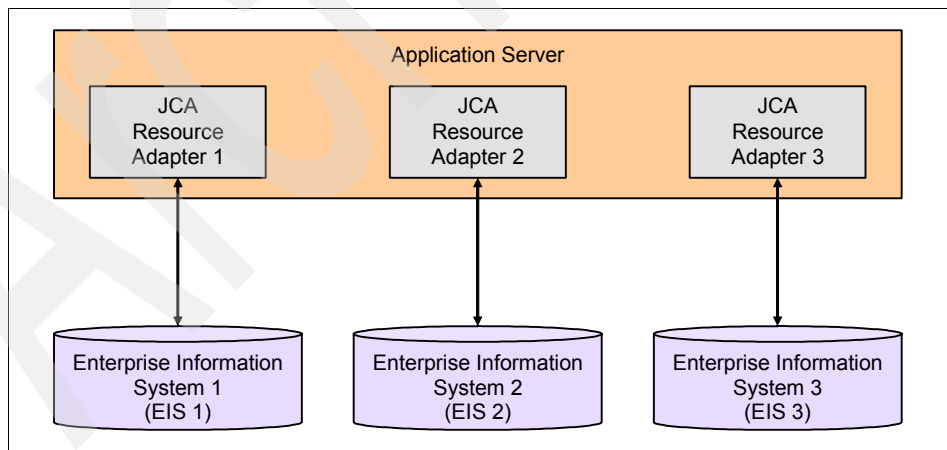 Application Server
JCA
Resource
Adapter 1
JCA
Resource
Adapter 2
JCA
Resource
Adapter 3
Enterprise Information
System 1
(EIS 1)
Enterprise Information
System 2
(EIS 2)
Enterprise Information
System 3
(EIS 3)